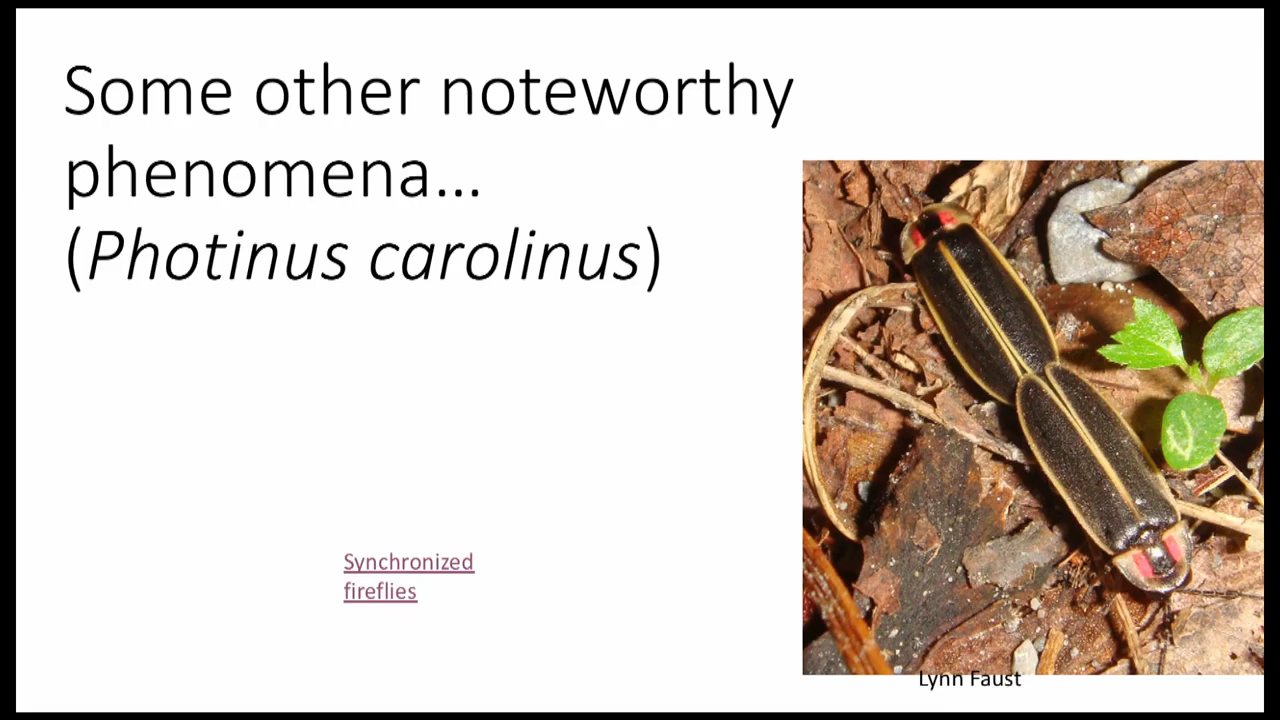 Some other noteworthy
phenomena…
(Photinus carolinus)
Synchronized
fireflies
Lynn Faust